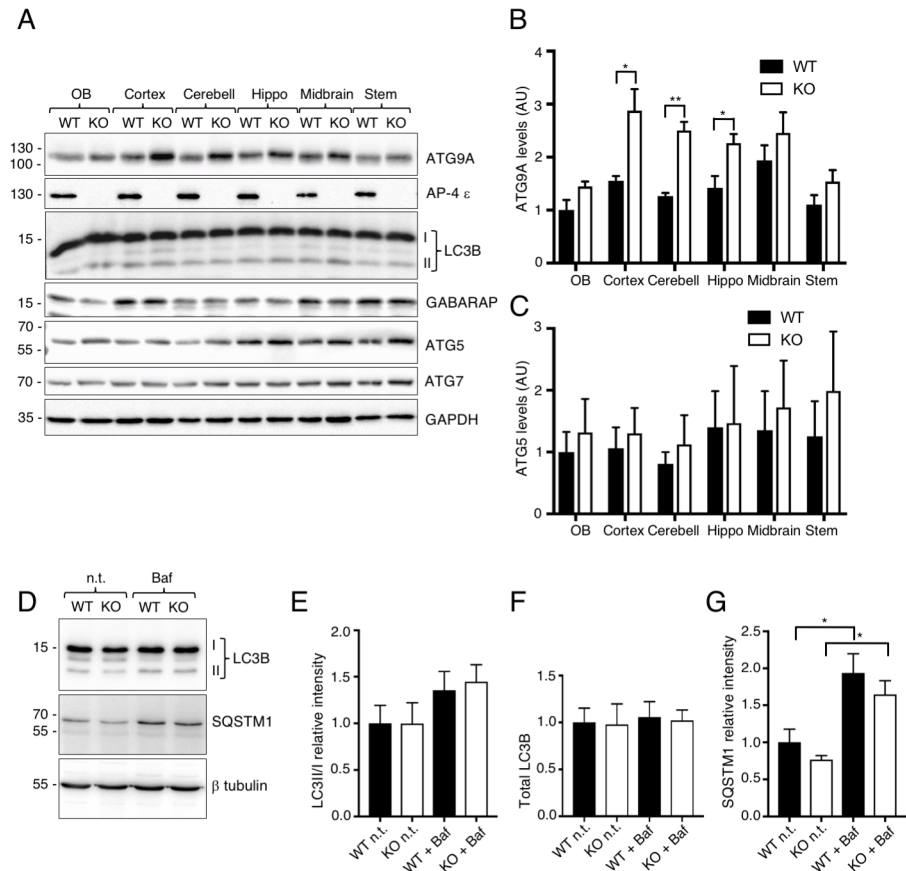 A
OB Cortex Cerebell Hippo Midbrain Stem
WT KO WT KO WT KO WT KO WT KO WT KO
130 -
100 -
ATG9A
130 -
AP-4 ε
15 -
I
II
LC3B
15 -
GABARAP
70 -
55 -
ATG5
70 -
ATG7
35 -
GAPDH
B
ATG9A levels (AU)
4
3
2
1
0
* ** *
WT
KO
OB Cortex Cerebell Hippo Midbrain Stem
C
ATG5 levels (AU)
3
2
1
0
WT
KO
OB Cortex Cerebell Hippo Midbrain Stem
D
n.t. Baf
WT KO WT KO
15 -
I
II
LC3B
70 -
55 -
SQSTM1
55 -
β tubulin
E
LC3II/I relative intensity
2.0
1.5
1.0
0.5
0.0
WT n.t. KO n.t. WT + Baf KO + Baf
F
Total LC3B
1.5
1.0
0.5
0.0
WT n.t. KO n.t. WT + Baf KO + Baf
G
SQSTM1 relative intensity
2.5
2.0
1.5
1.0
0.5
0.0
* *
WT n.t. KO n.t. WT + Baf KO + Baf